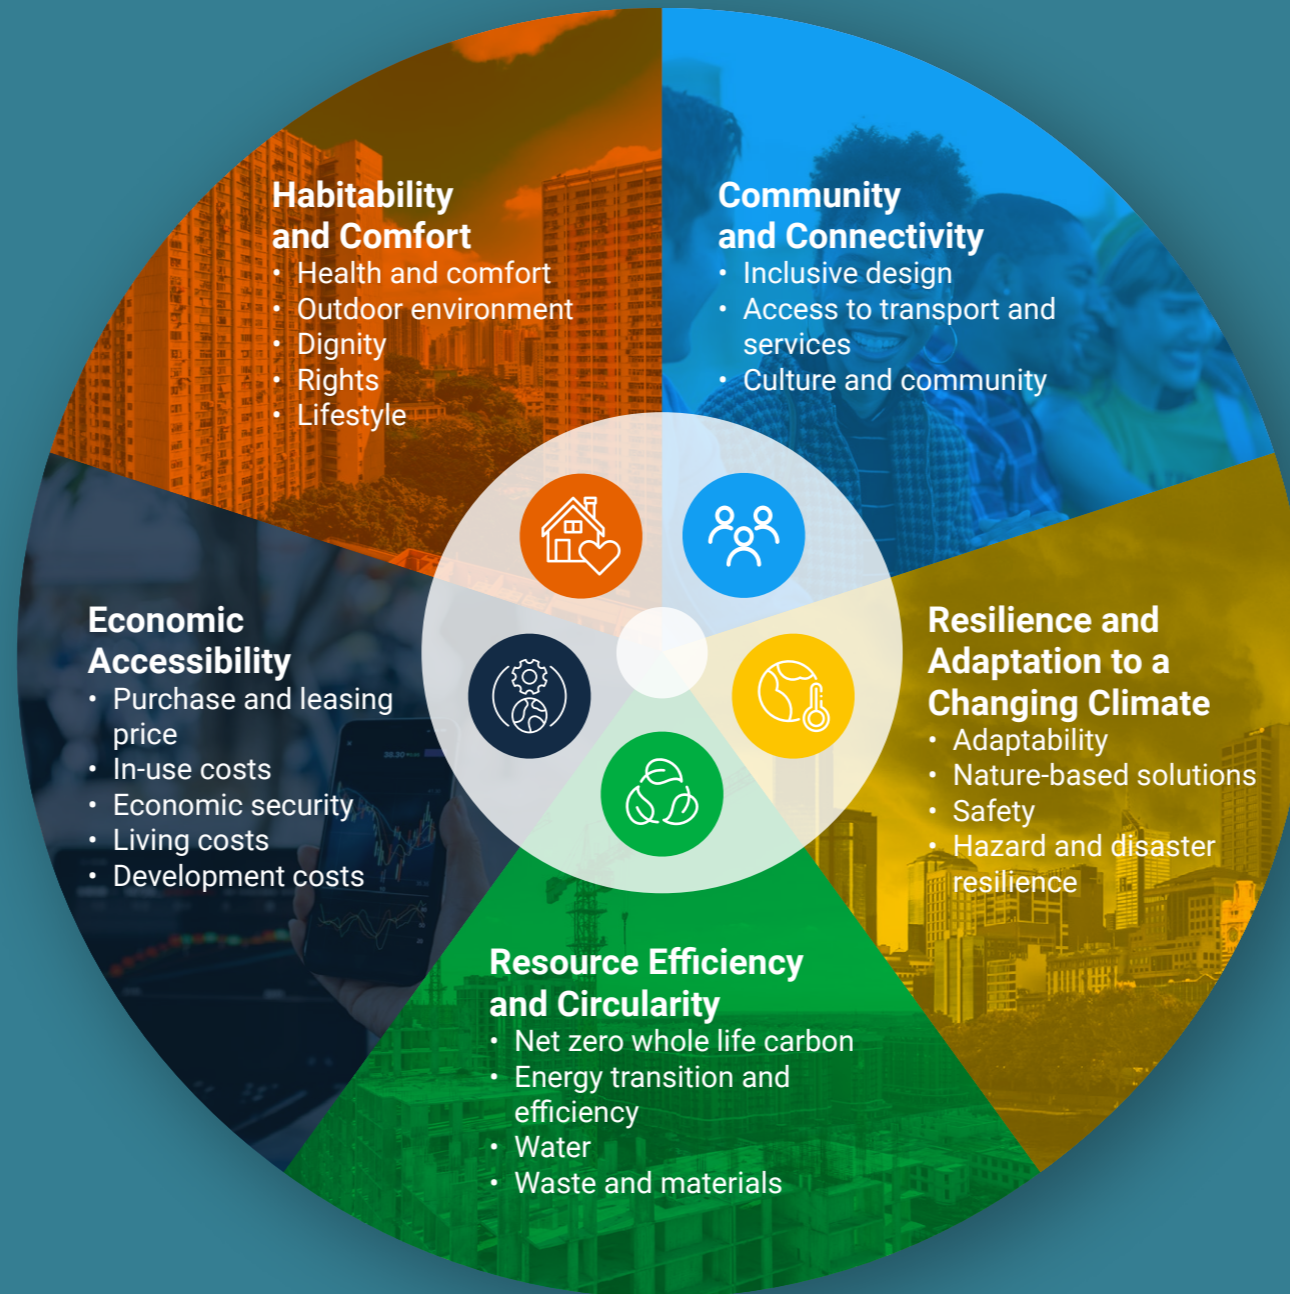 Habitability
and Comfort
• Health and comfort
• Outdoor environment
• Dignity
• Rights
• Lifestyle
Community
and Connectivity
• Inclusive design
• Access to transport and
services
• Culture and community
Resilience and
Adaptation to a
Changing Climate
• Adaptability
• Nature-based solutions
• Safety
• Hazard and disaster
resilience
Resource Efficiency
and Circularity
• Net zero whole life carbon
• Energy transition and
efficiency
• Water
• Waste and materials
Economic
Accessibility
• Purchase and leasing
price
• In-use costs
• Economic security
• Living costs
• Development costs